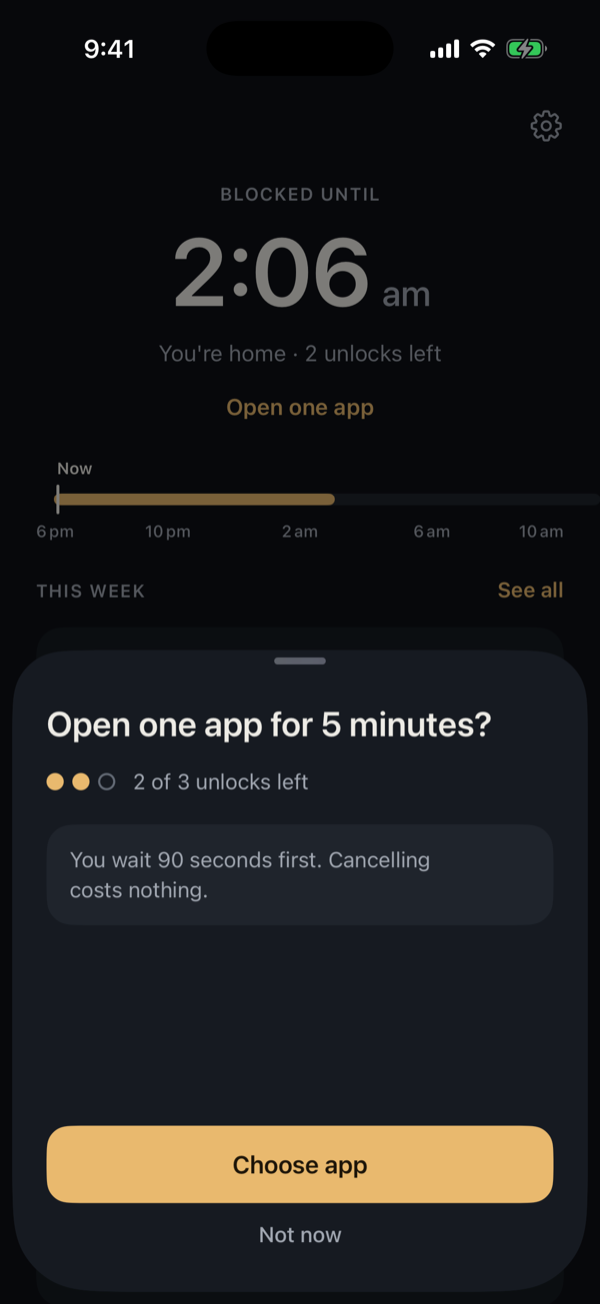 9:41
BLOCKED UNTIL
2:06 am
You're home · 2 unlocks left
Open one app
Now
6 pm 10 pm 2 am 6 am 10 am
THIS WEEK See all
Open one app for 5 minutes?
2 of 3 unlocks left
You wait 90 seconds first. Cancelling
costs nothing.
Choose app
Not now